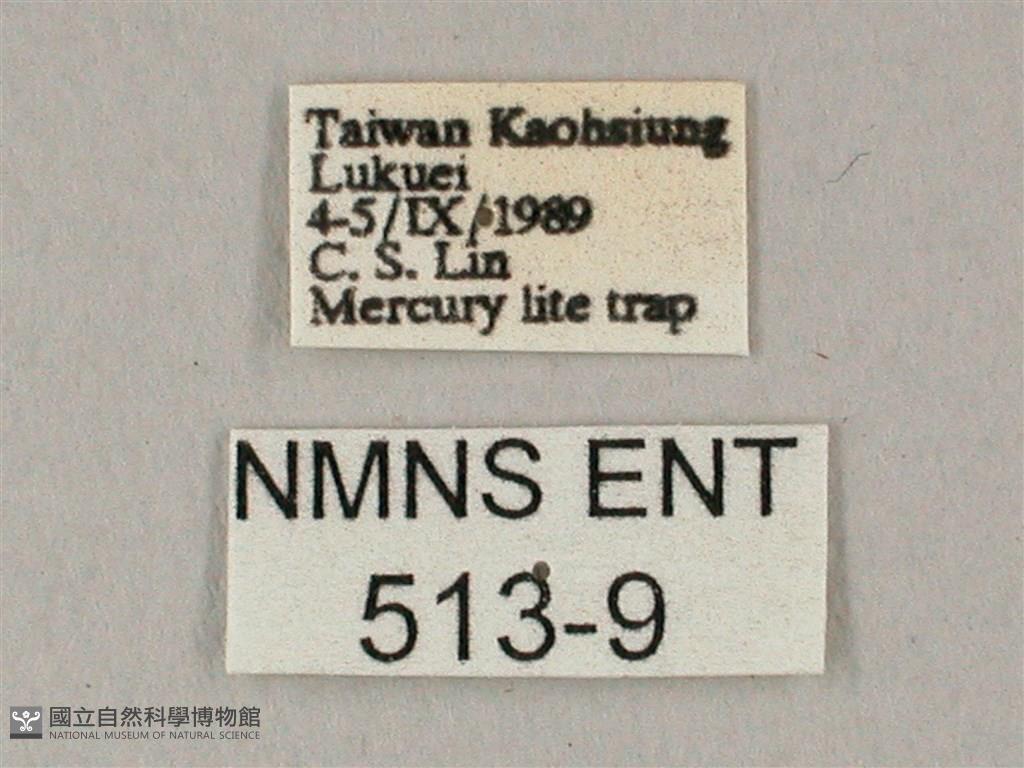 Taiwan Kaohsiung
Lukuei
4-5/IX/1989
C. S. Lin
Mercury lite trap
NMNS ENT
513-9
國立自然科學博物館
NATIONAL MUSEUM OF NATURAL SCIENCE